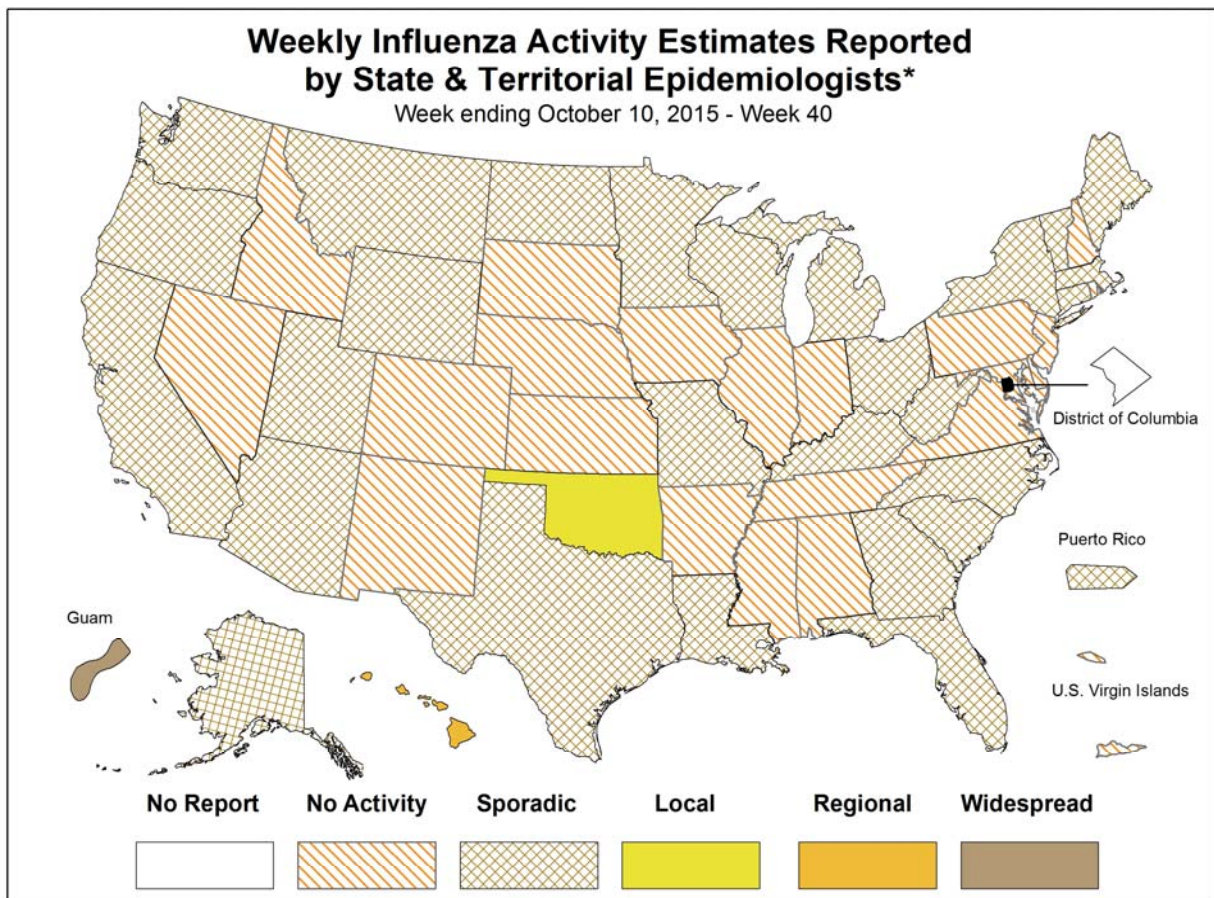 Weekly Influenza Activity Estimates Reported
by State & Territorial Epidemiologists*
Week ending October 10, 2015 - Week 40
District of Columbia
Puerto Rico
Guam
U.S. Virgin Islands
No Report No Activity Sporadic Local Regional Widespread